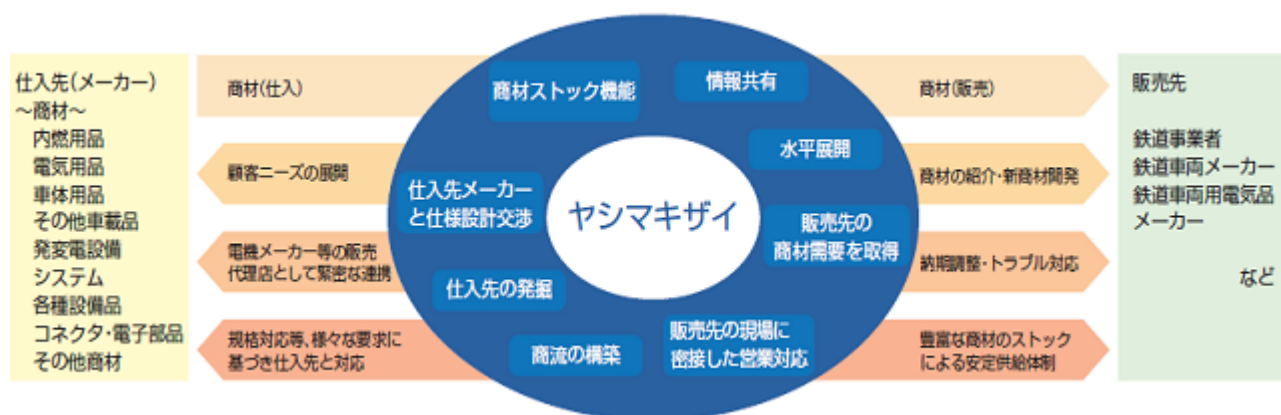 仕入先(メーカー)
～商材～
内燃用品
電気用品
車体用品
その他車載品
発変電設備
システム
各種設備品
コネクタ・電子部品
その他商材
商材(仕入)
顧客ニーズの展開
電機メーカー等の販売
代理店として緊密な連携
規格対応等、様々な要求に
基づき仕入先と対応
商材ストック機能
情報共有
水平展開
仕入先メーカー
と仕様設計交渉
ヤシマキザイ
販売先の
商材需要を取得
仕入先の発掘
商流の構築
販売先の現場に
密接した営業対応
商材(販売)
商材の紹介・新商材開発
納期調整・トラブル対応
豊富な商材のストック
による安定供給体制
販売先
鉄道事業者
鉄道車両メーカー
鉄道車両用電気品
メーカー
など